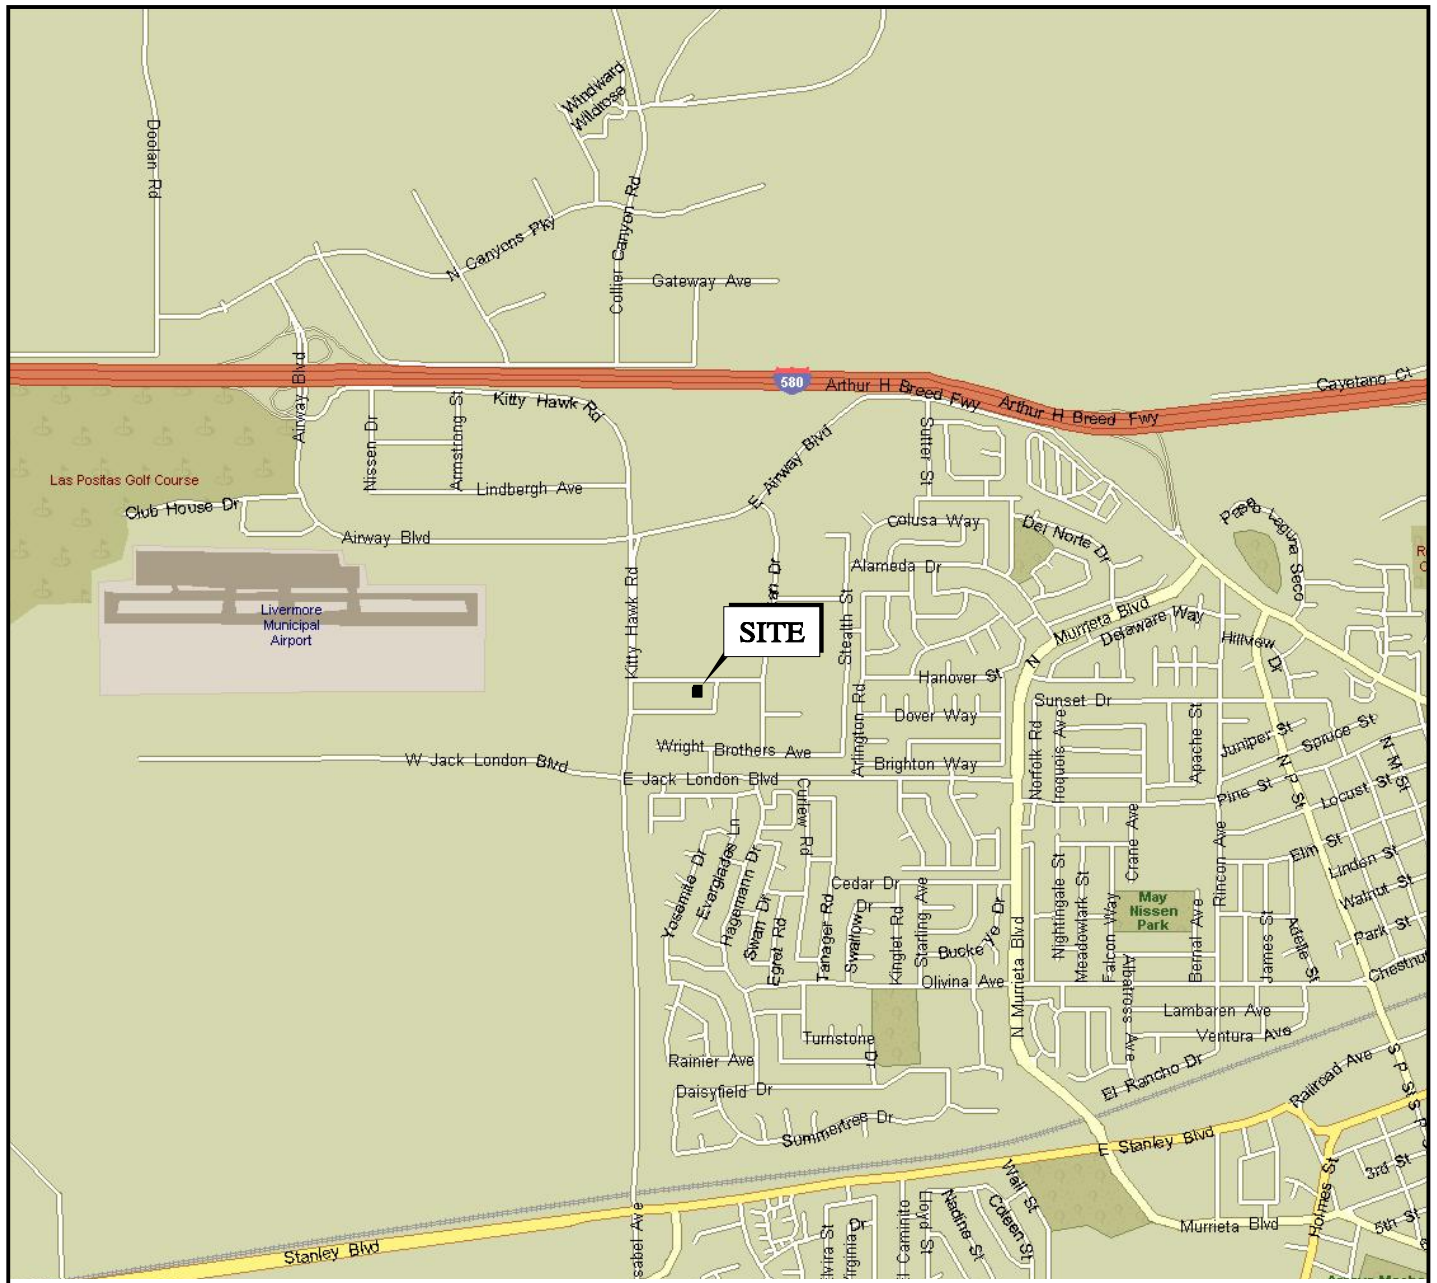 Windward
Wildrose
Doolan Rd
N Canyons Pky
Collier Canyon Rd
Gateway Ave
Airway Blvd
580
Arthur H Breed Fwy
Arthur H Breed Fwy
Cayetano Ct
Airway Blvd
Nissen Dr
Armstrong St
Kitty Hawk Rd
E Airway Blvd
Sutter St
Las Positas Golf Course
Lindbergh Ave
Club House Dr
Airway Blvd
Colusa Way
Del Norte Dr
Paseo Laguna Seco
Alameda Dr
Livermore
Municipal
Airport
Kitty Hawk Rd
SITE
Stealth St
N Murrieta Blvd
Delaware Way
Hillview Dr
Hanover St
Sunset Dr
Arlington Rd
Dover Way
Norfolk Rd
Iroquois Ave
Apache St
Juniper St
Spruce St
N M St
N P St
W Jack London Blvd
Wright Brothers Ave
Brighton Way
E Jack London Blvd
Curlew Rd
Pine St
Locust St
Crane Ave
Rincon Ave
Elm St
Linden St
Walnut St
Park St
Chestnu
Yosemite Dr
Everglades Ln
Hagemann Dr
Swan Dr
Egret Rd
Tanager Rd
Cedar Dr
Swallow Dr
Kinglet Rd
Starling Ave
Buckeye Dr
N Murrieta Blvd
Nightingale St
Meadowlark St
Falcon Way
May
Nissen
Park
Albatross Ave
Bernal Ave
James St
Adelle St
Olivina Ave
Lambaren Ave
Ventura Ave
Turnstone Dr
Rainier Ave
Daisyfield Dr
Summertree Dr
El Rancho Dr
Railroad Ave
S P St
E Stanley Blvd
3rd St
5th St
Holmes St
Murrieta Blvd
Wall St
Coleen St
Nadine St
Lloyd St
El Caminito
Stanley Blvd
sabel Ave